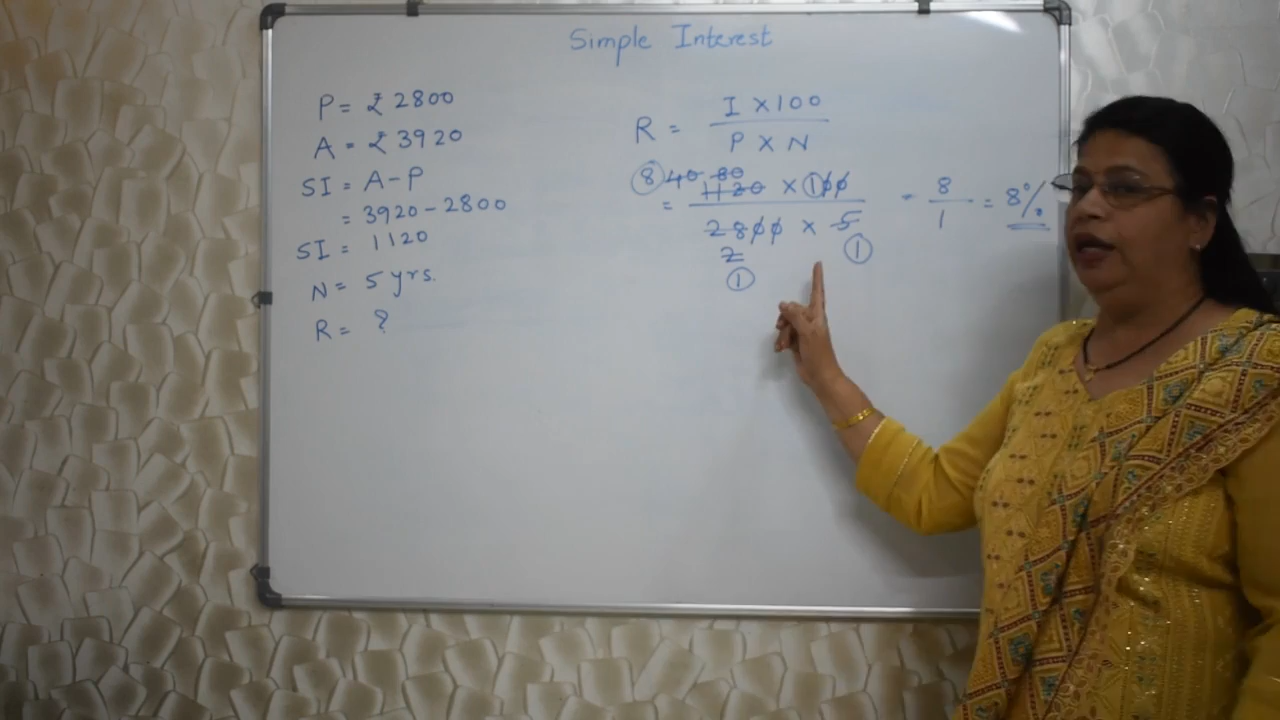 Simple Interest
P = ₹ 2800
A = ₹ 3920
SI = A - P
= 3920 - 2800
SI = 1120
N = 5 yrs.
R = ?
R = I × 100
P × N
8 40 80
= 1120 × 100
2800 × 5
2 1
1
= 8 = 8%
1